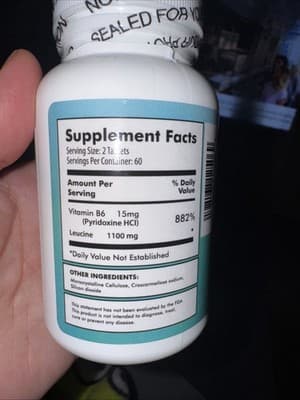 SEALED FOR
Supplement Facts
Serving Size: 2 Tablets
Servings Per Container: 60
Amount Per Serving % Daily Value
Vitamin B6 15mg 882%
(Pyridoxine HCl)
Leucine 1100 mg *
*Daily Value Not Established
OTHER INGREDIENTS:
Microcrystalline Cellulose, Croscarmellose sodium,
Silicon dioxide
This statement has not been evaluated by the FDA
This product is not intended to diagnose, treat,
cure or prevent any disease.